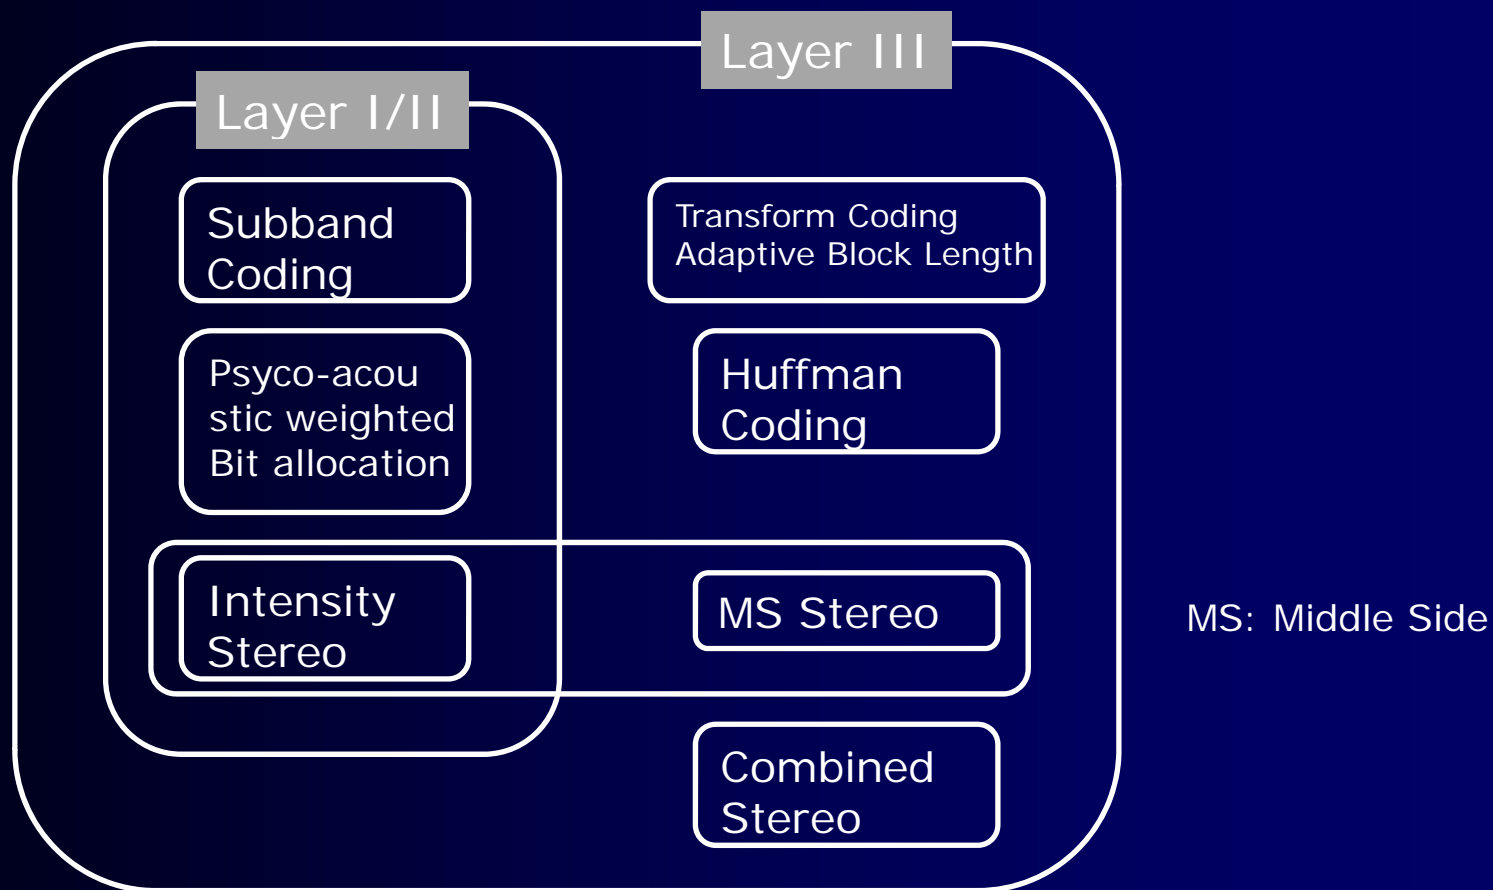 Layer III
Layer I/II
Subband
Coding
Transform Coding
Adaptive Block Length
Psyco-acou
stic weighted
Bit allocation
Huffman
Coding
Intensity
Stereo
MS Stereo
MS: Middle Side
Combined
Stereo